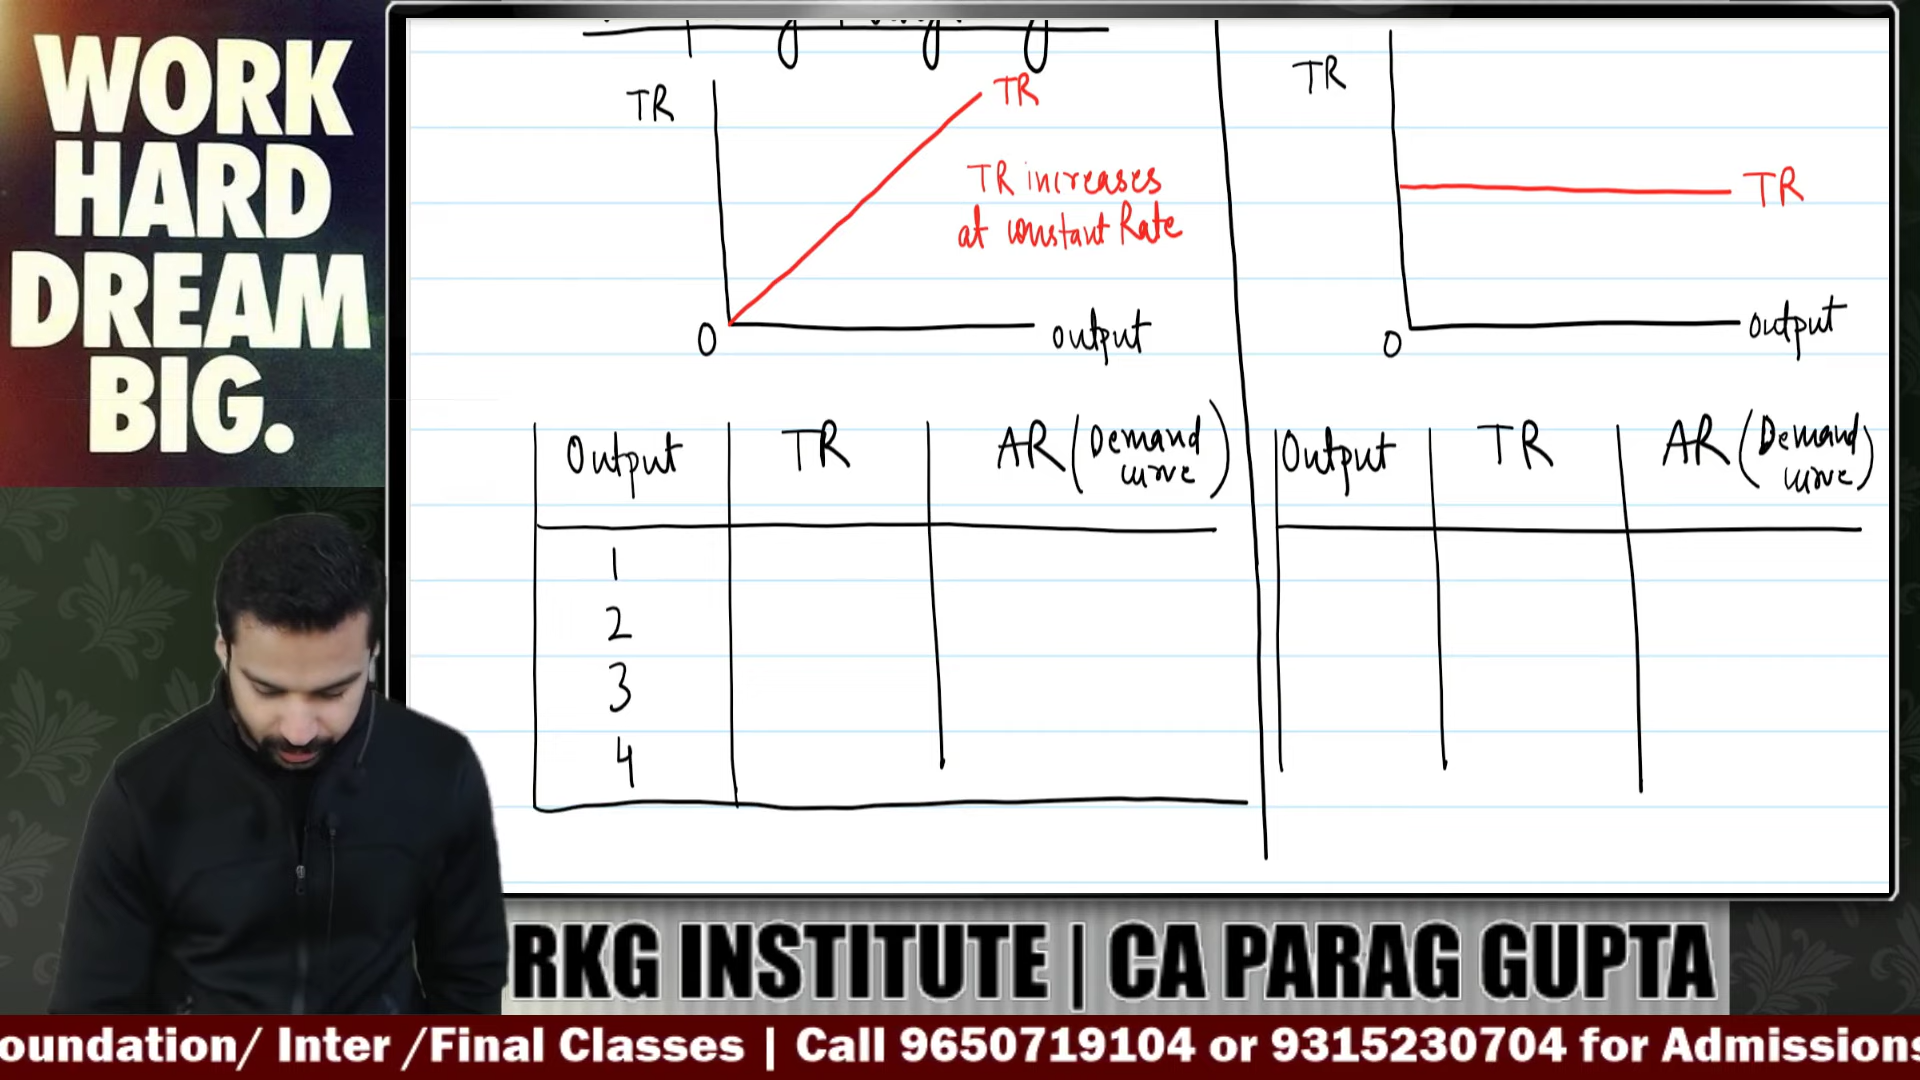 WORK
HARD
DREAM
BIG.
TR
TR
TR increases
at constant Rate
0
output
TR
TR
0
output
Output TR AR (Demand curve)
1
2
3
4
Output TR AR (Demand curve)
RKG INSTITUTE | CA PARAG GUPTA
oundation/ Inter /Final Classes | Call 9650719104 or 9315230704 for Admissions